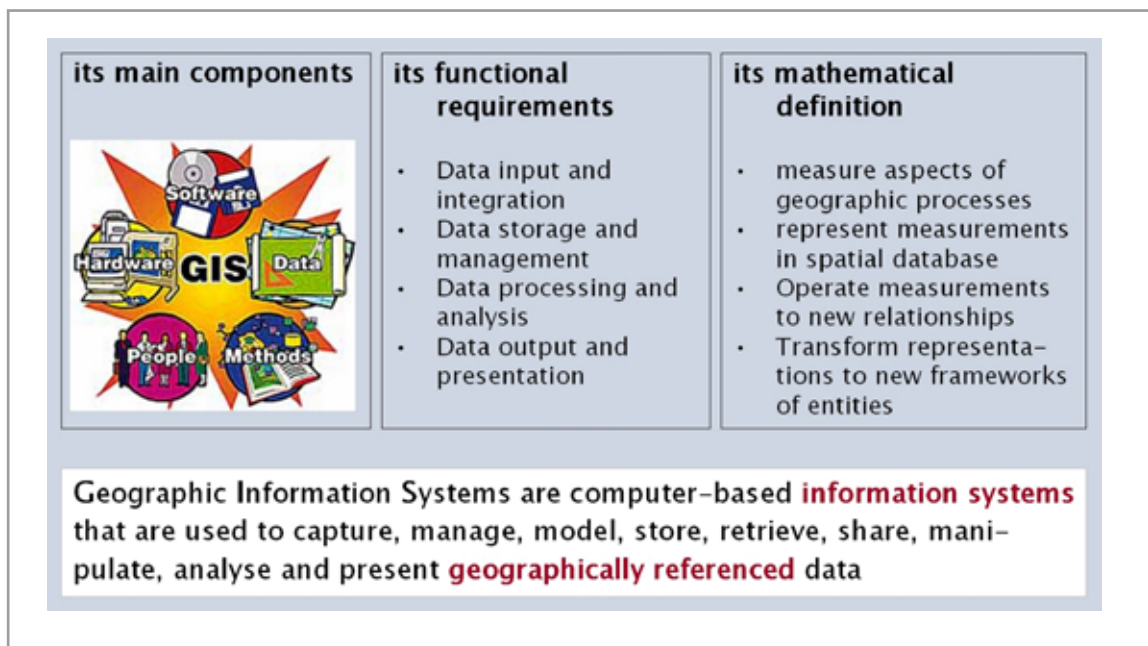 its main components
Software
Hardware
GIS
Data
People
Methods
its functional
requirements
• Data input and
integration
• Data storage and
management
• Data processing and
analysis
• Data output and
presentation
its mathematical
definition
• measure aspects of
geographic processes
• represent measurements
in spatial database
• Operate measurements
to new relationships
• Transform representa-
tions to new frameworks
of entities
Geographic Information Systems are computer-based information systems
that are used to capture, manage, model, store, retrieve, share, mani-
pulate, analyse and present geographically referenced data